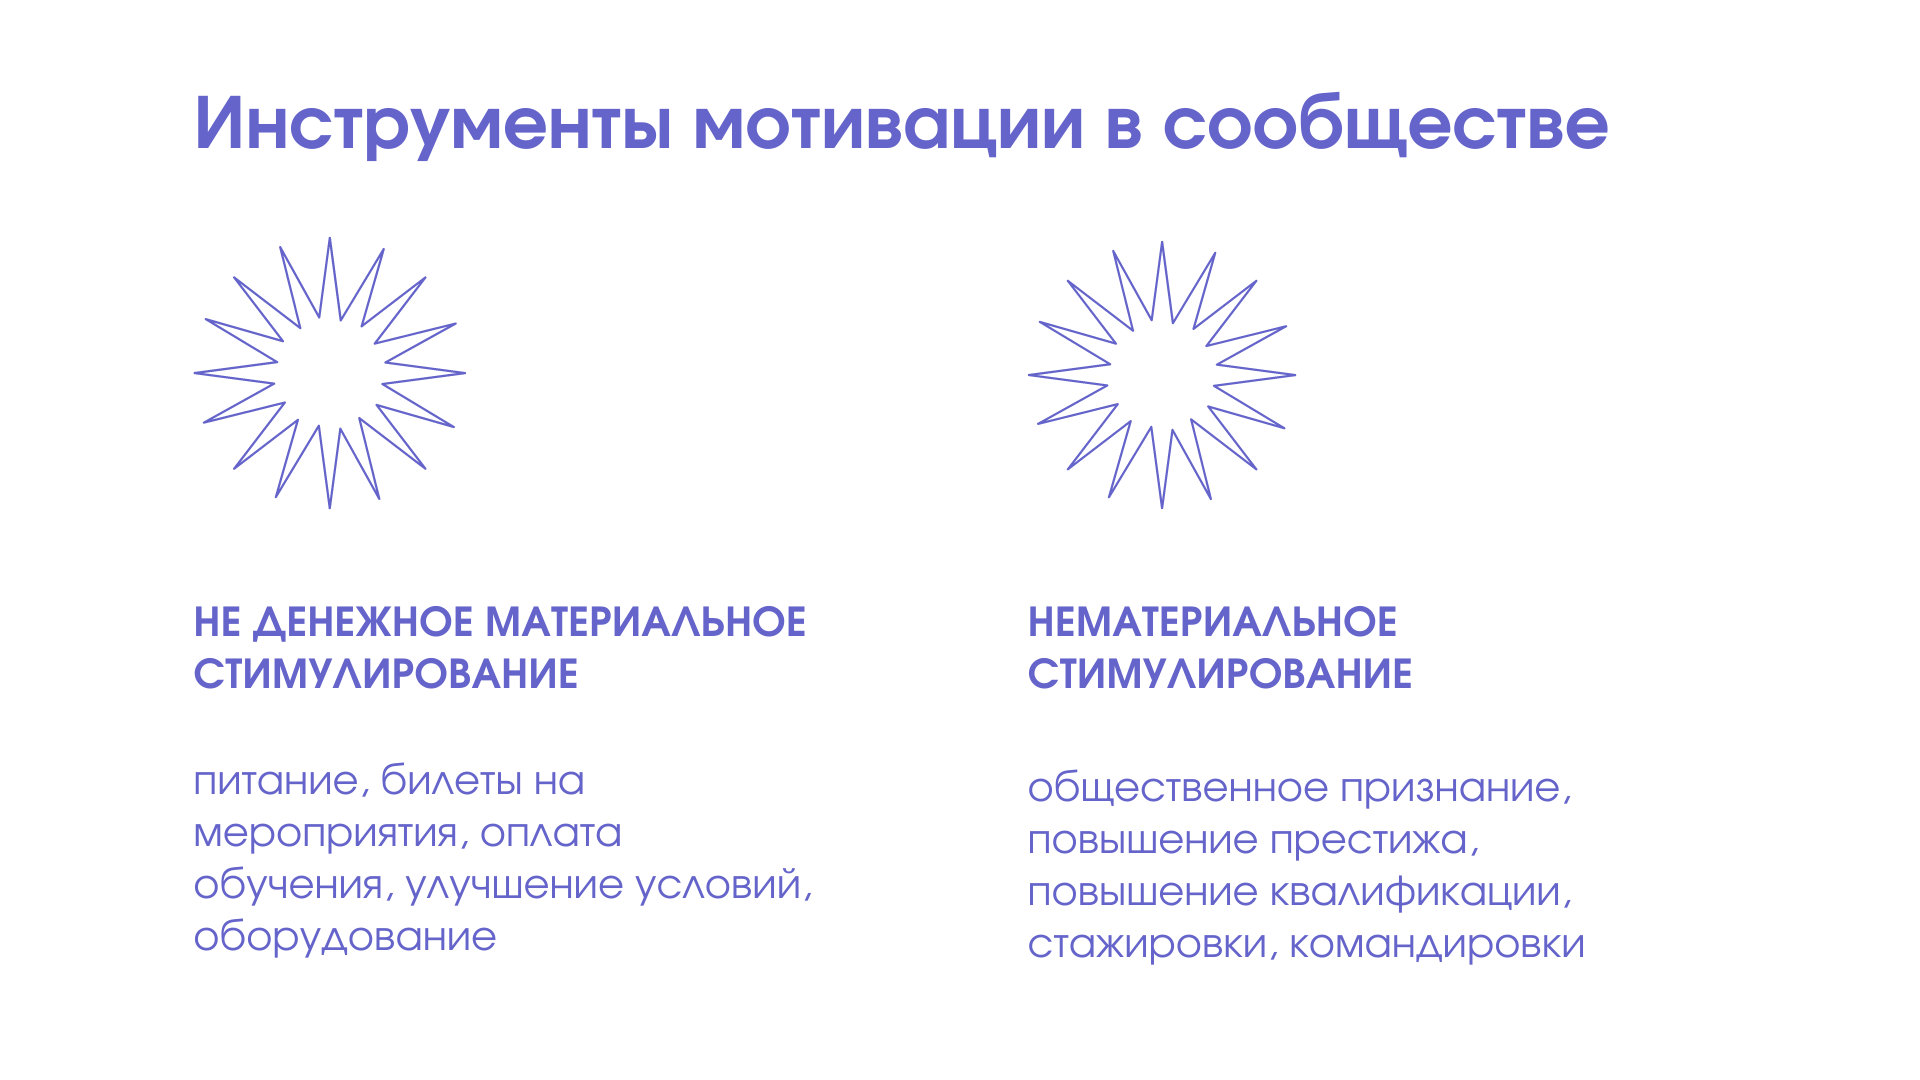 Инструменты мотивации в сообществе
НЕ ДЕНЕЖНОЕ МАТЕРИАЛЬНОЕ
СТИМУЛИРОВАНИЕ
питание, билеты на
мероприятия, оплата
обучения, улучшение условий,
оборудование
НЕМАТЕРИАЛЬНОЕ
СТИМУЛИРОВАНИЕ
общественное признание,
повышение престижа,
повышение квалификации,
стажировки, командировки